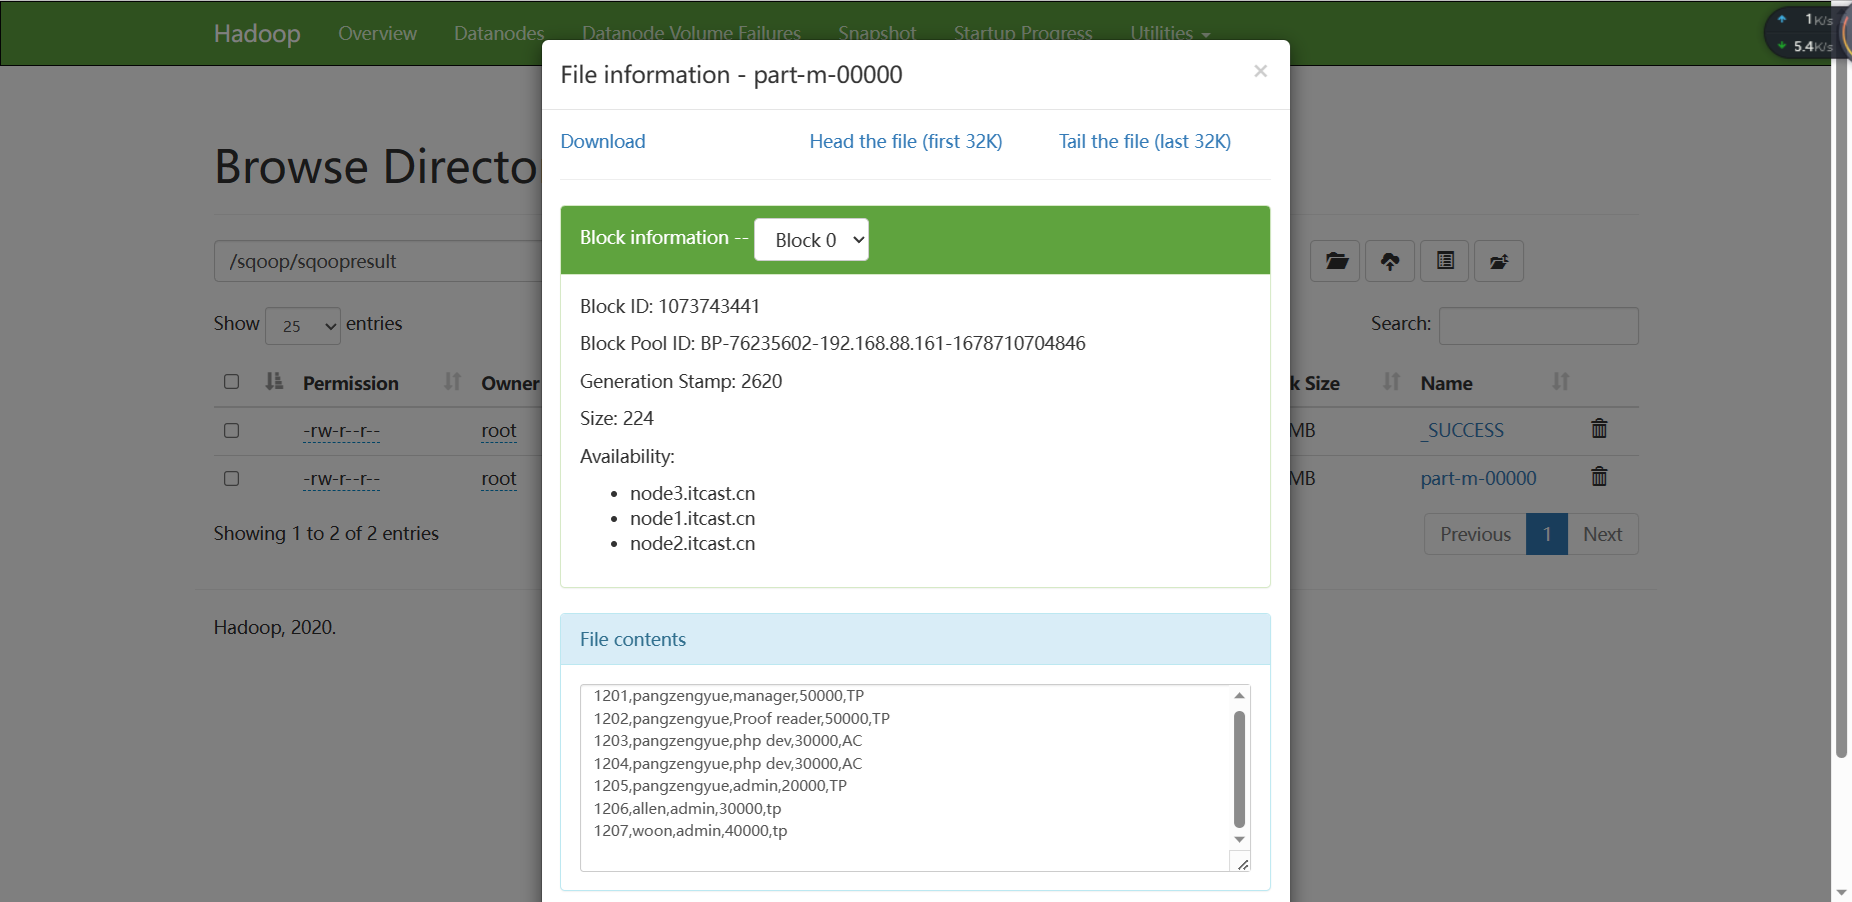 Hadoop Overview Datanodes Datanode Volume Failures Snapshot Startup Progress Utilities
1K/s
5.4K/s
File information - part-m-00000 ×
Download Head the file (first 32K) Tail the file (last 32K)
Browse Directo
Block information -- Block 0
/sqoop/sqoopresult
Block ID: 1073743441
Show 25 entries
Search:
Block Pool ID: BP-76235602-192.168.88.161-1678710704846
Permission Owner k Size Name
Generation Stamp: 2620
Size: 224
-rw-r--r-- root MB _SUCCESS
Availability:
-rw-r--r-- root MB part-m-00000
node3.itcast.cn
node1.itcast.cn
node2.itcast.cn
Showing 1 to 2 of 2 entries
Previous 1 Next
Hadoop, 2020.
File contents
1201,pangzengyue,manager,50000,TP
1202,pangzengyue,Proof reader,50000,TP
1203,pangzengyue,php dev,30000,AC
1204,pangzengyue,php dev,30000,AC
1205,pangzengyue,admin,20000,TP
1206,allen,admin,30000,tp
1207,woon,admin,40000,tp